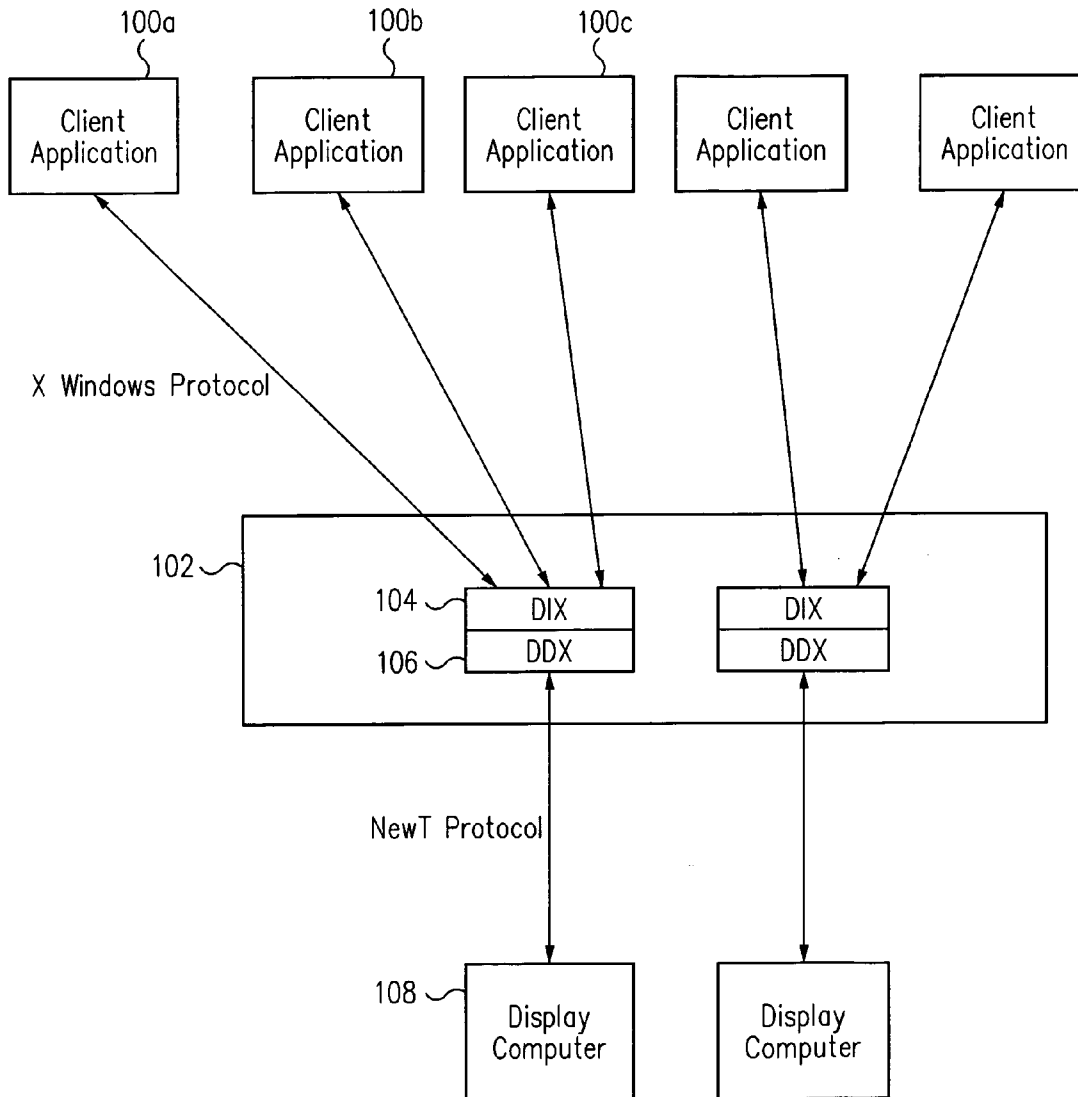 100a
100b
100c
Client
Application
Client
Application
Client
Application
Client
Application
Client
Application
X Windows Protocol
102
104
DIX
DDX
106
DIX
DDX
NewT Protocol
108
Display
Computer
Display
Computer